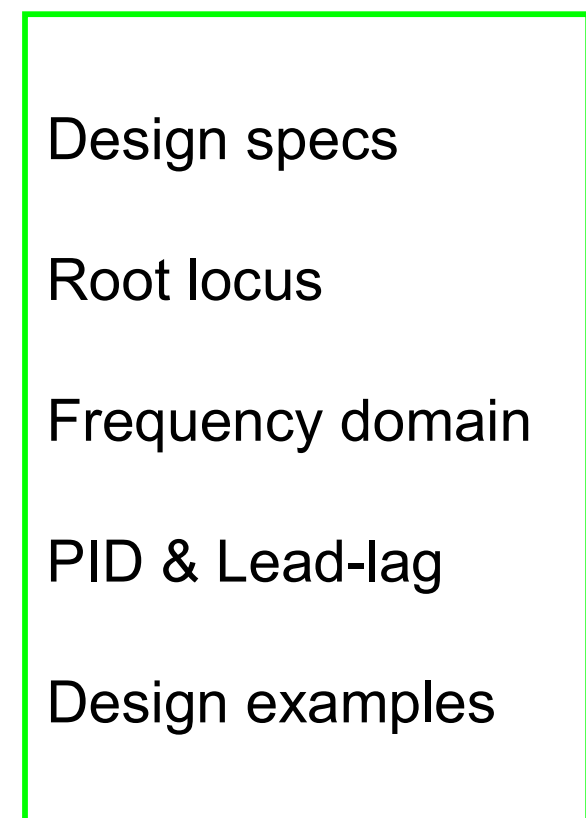 Design specs
Root locus
Frequency domain
PID & Lead-lag
Design examples